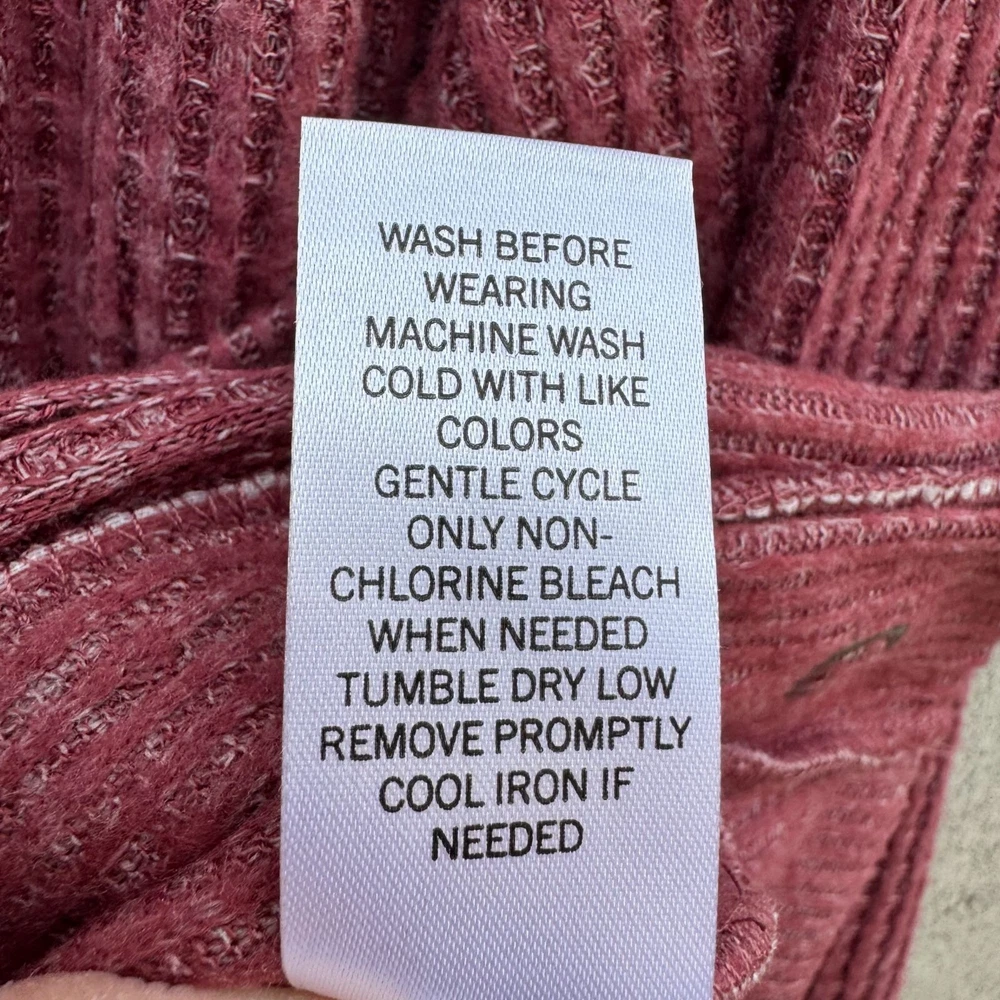 WASH BEFORE
WEARING
MACHINE WASH
COLD WITH LIKE
COLORS
GENTLE CYCLE
ONLY NON-
CHLORINE BLEACH
WHEN NEEDED
TUMBLE DRY LOW
REMOVE PROMPTLY
COOL IRON IF
NEEDED